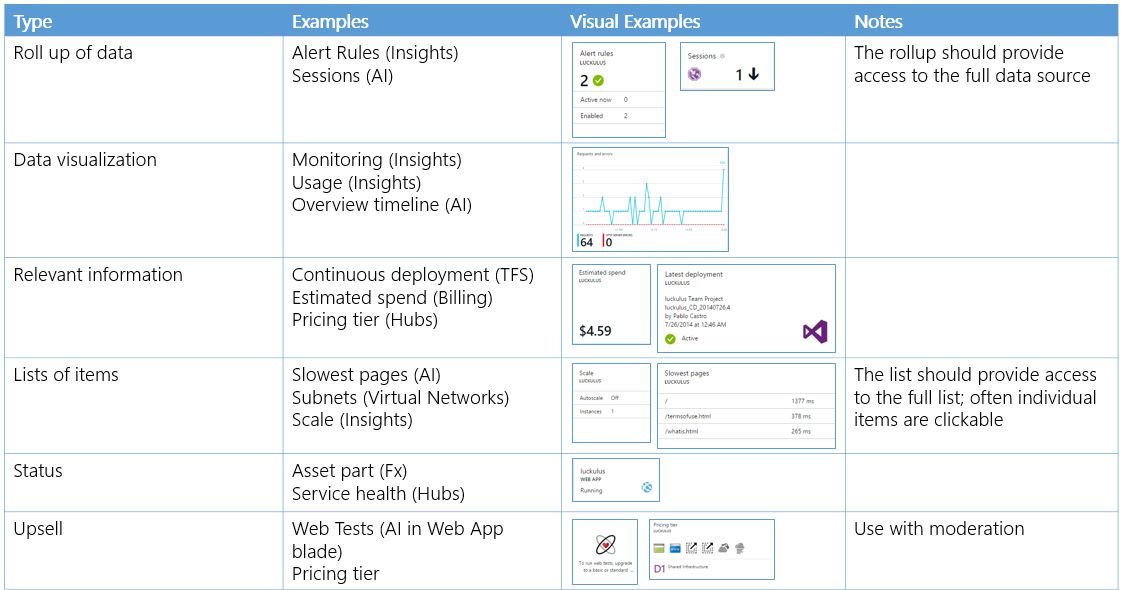 Type Examples Visual Examples Notes
Roll up of data
Alert Rules (Insights)
Sessions (AI)
Alert rules
LUCKULUS
2
Active now 0
Enabled 2
Sessions
1
The rollup should provide
access to the full data source
Data visualization
Monitoring (Insights)
Usage (Insights)
Overview timeline (AI)
Requests and errors
REQUESTS
64
HTTP SERVER ERRORS
0
Relevant information
Continuous deployment (TFS)
Estimated spend (Billing)
Pricing tier (Hubs)
Estimated spend
LUCKULUS
$4.59
Latest deployment
LUCKULUS
luckulus Team Project
luckulus_CD_20140726.4
by Pablo Castro
7/26/2014 at 12:46 AM
Active
Lists of items
Slowest pages (AI)
Subnets (Virtual Networks)
Scale (Insights)
Scale
LUCKULUS
Autoscale Off
Instances 1
Slowest pages
LUCKULUS
/ 1377 ms
/termsofuse.html 378 ms
/whatis.html 265 ms
The list should provide access
to the full list; often individual
items are clickable
Status
Asset part (Fx)
Service health (Hubs)
luckulus
WEB APP
Running
Upsell
Web Tests (AI in Web App
blade)
Pricing tier
To run web tests, upgrade
to a basic or standard ...
Pricing tier
LUCKULUS
D1 Shared Infrastructure
Use with moderation